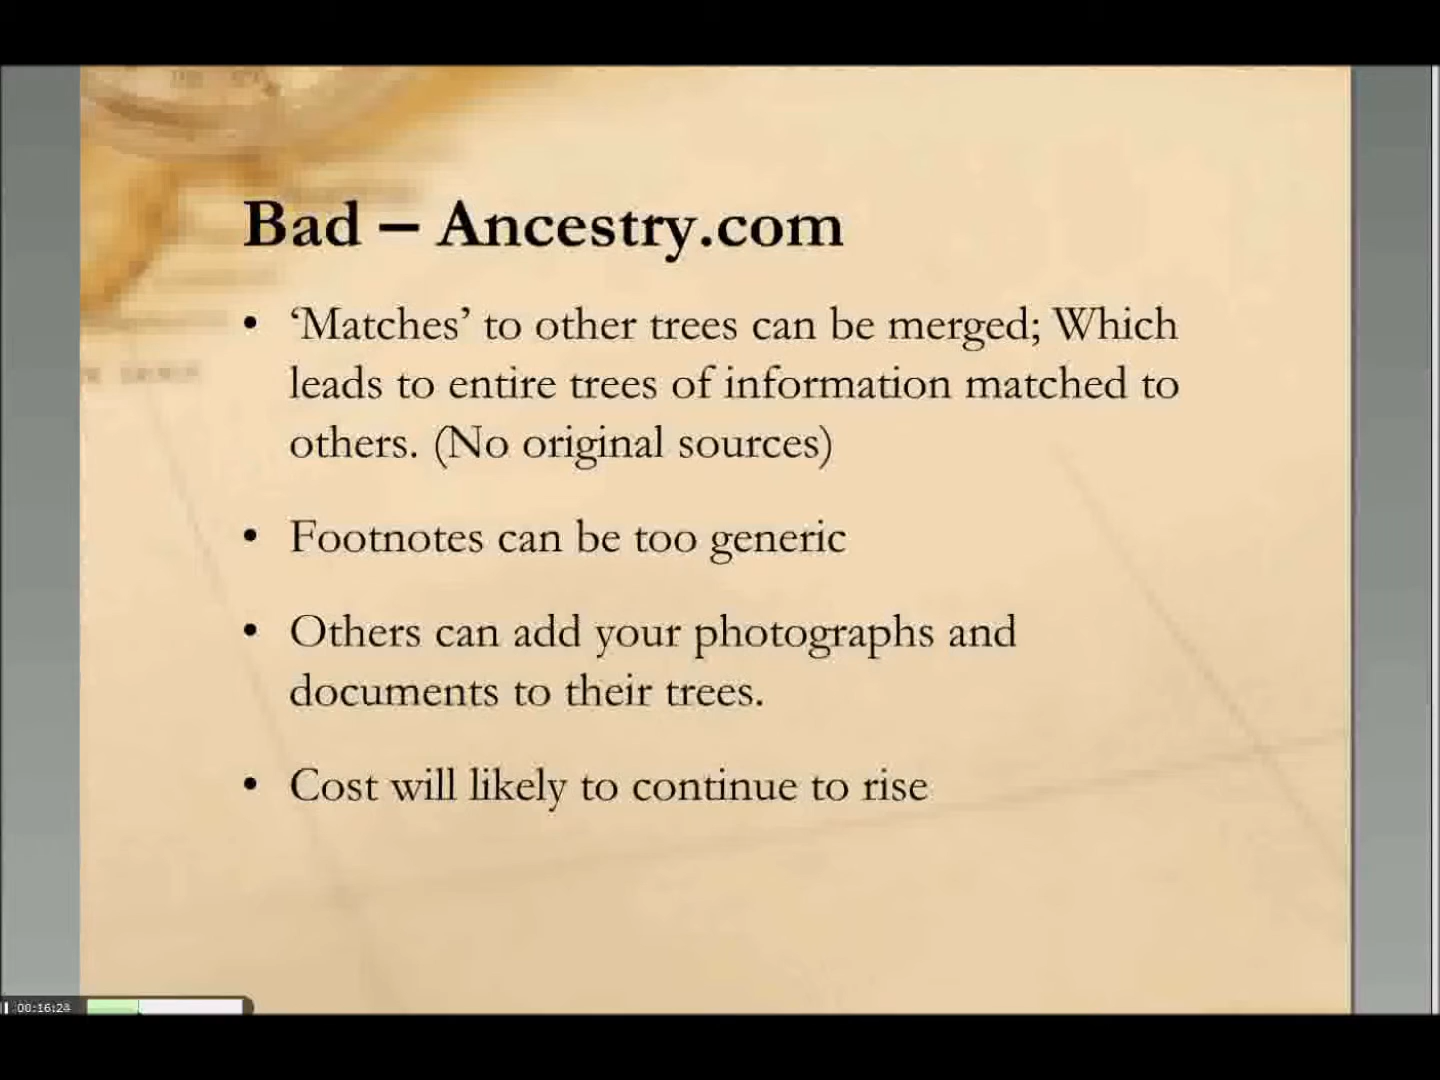 Bad – Ancestry.com
• ‘Matches’ to other trees can be merged; Which
leads to entire trees of information matched to
others. (No original sources)
• Footnotes can be too generic
• Others can add your photographs and
documents to their trees.
• Cost will likely to continue to rise
00:16:23